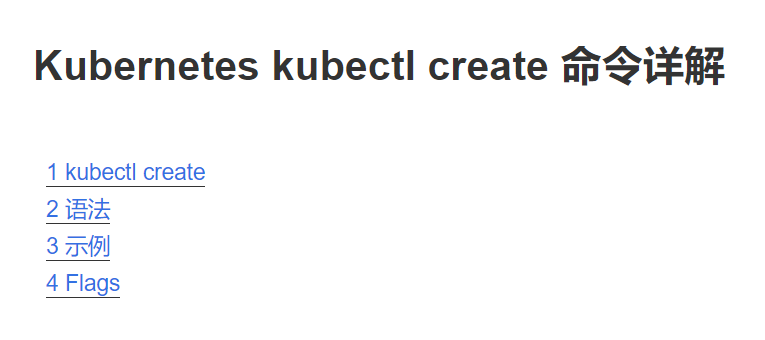 Kubernetes kubectl create 命令详解
1 kubectl create
2 语法
3 示例
4 Flags